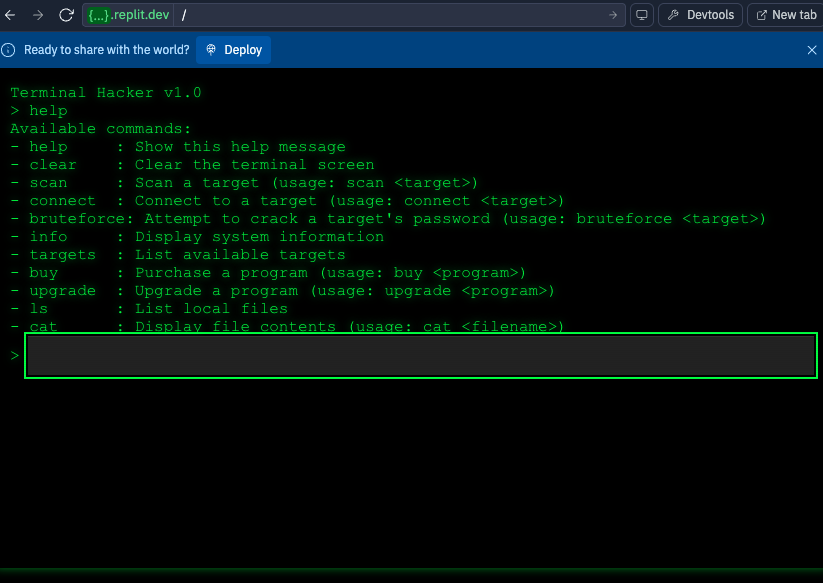 {...}.replit.dev /
Devtools
New tab
Ready to share with the world? Deploy
Terminal Hacker v1.0
> help
Available commands:
- help     : Show this help message
- clear    : Clear the terminal screen
- scan     : Scan a target (usage: scan <target>)
- connect  : Connect to a target (usage: connect <target>)
- bruteforce: Attempt to crack a target's password (usage: bruteforce <target>)
- info     : Display system information
- targets  : List available targets
- buy      : Purchase a program (usage: buy <program>)
- upgrade  : Upgrade a program (usage: upgrade <program>)
- ls       : List local files
- cat      : Display file contents (usage: cat <filename>)
>